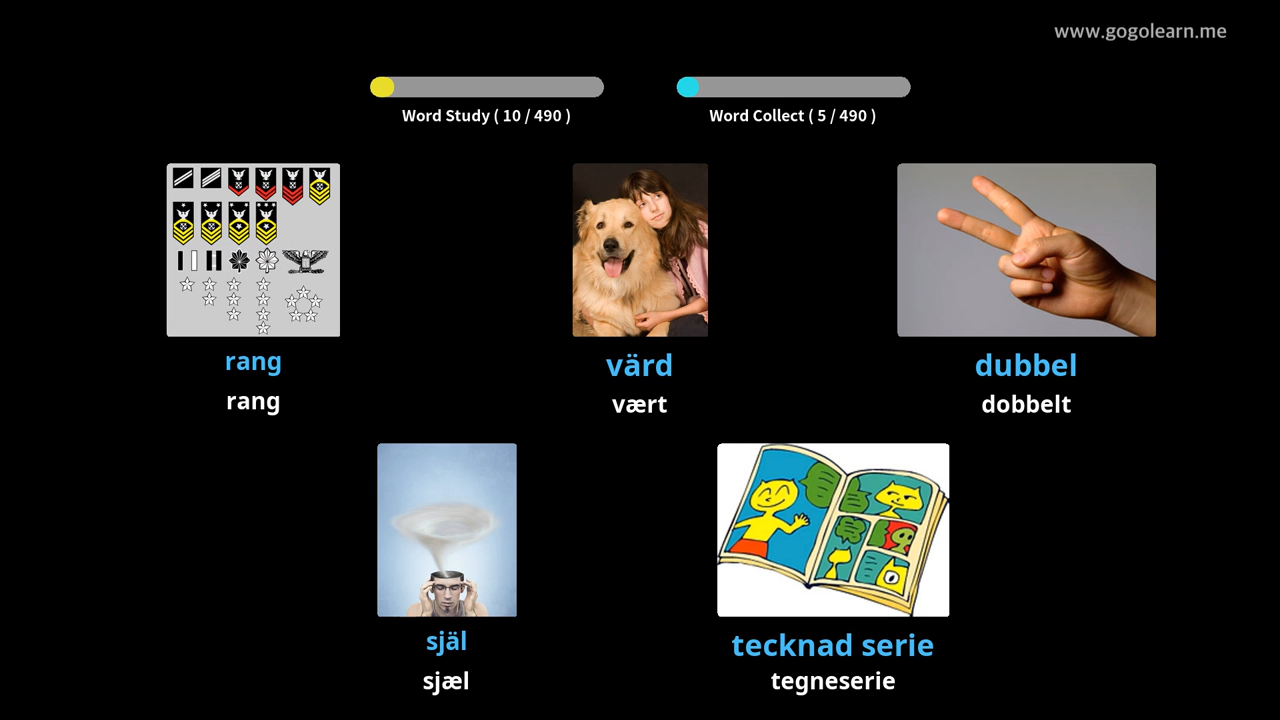 www.gogolearn.me
Word Study ( 10 / 490 )
Word Collect ( 5 / 490 )
rang
rang
värd
vært
dubbel
dobbelt
själ
sjæl
tecknad serie
tegneserie